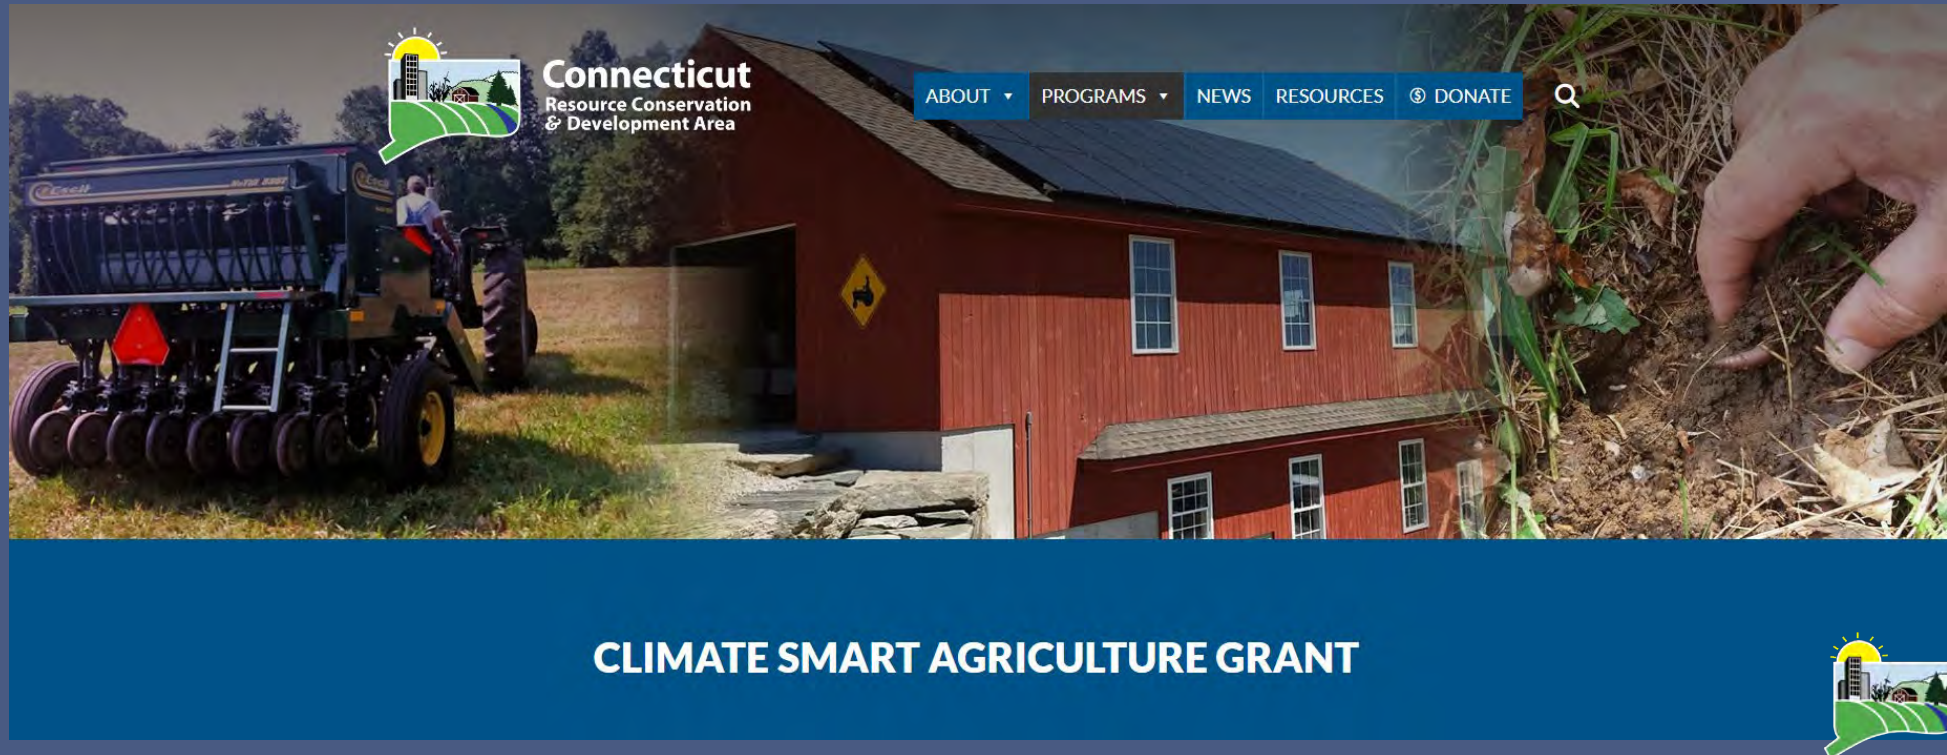 Connecticut
Resource Conservation
& Development Area
ABOUT
PROGRAMS
NEWS
RESOURCES
DONATE
CLIMATE SMART AGRICULTURE GRANT